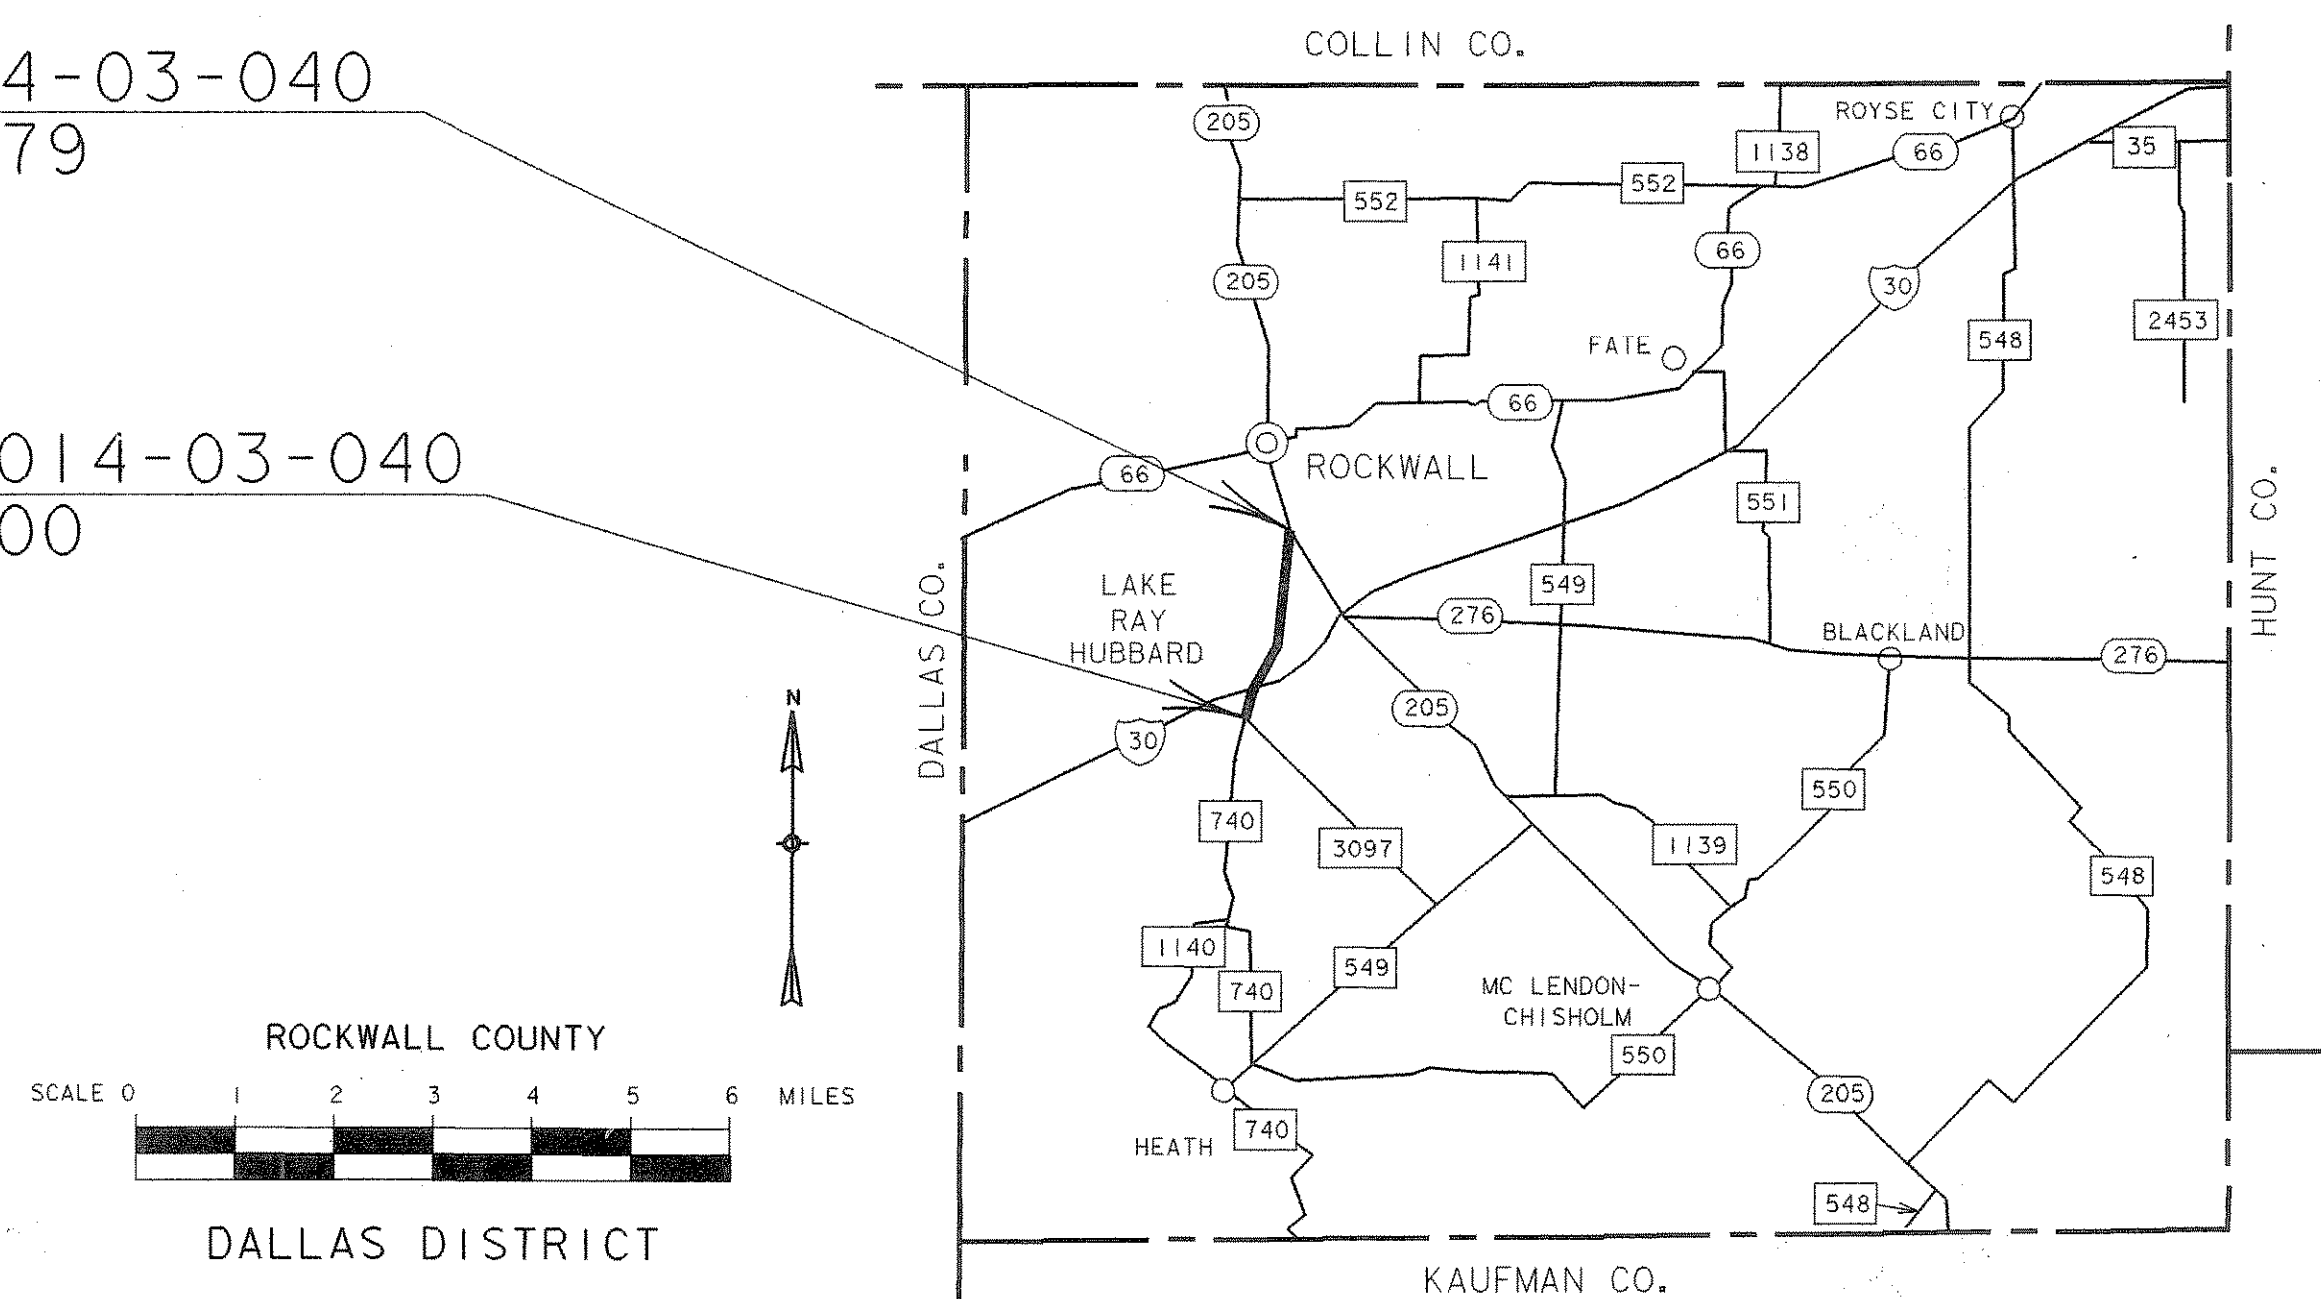 COLLIN CO.
4-03-040
79
205
1138
ROYSE CITY
66
35
552
552
1141
66
205
30
2453
548
FATE
66
014-03-040
00
66
ROCKWALL
551
HUNT CO.
DALLAS CO.
LAKE
RAY
HUBBARD
549
276
BLACKLAND
276
N
30
205
740
3097
1139
550
548
1140
549
740
MC LENDON-
CHISHOLM
550
ROCKWALL COUNTY
SCALE 0 1 2 3 4 5 6 MILES
205
HEATH
740
548
DALLAS DISTRICT
KAUFMAN CO.